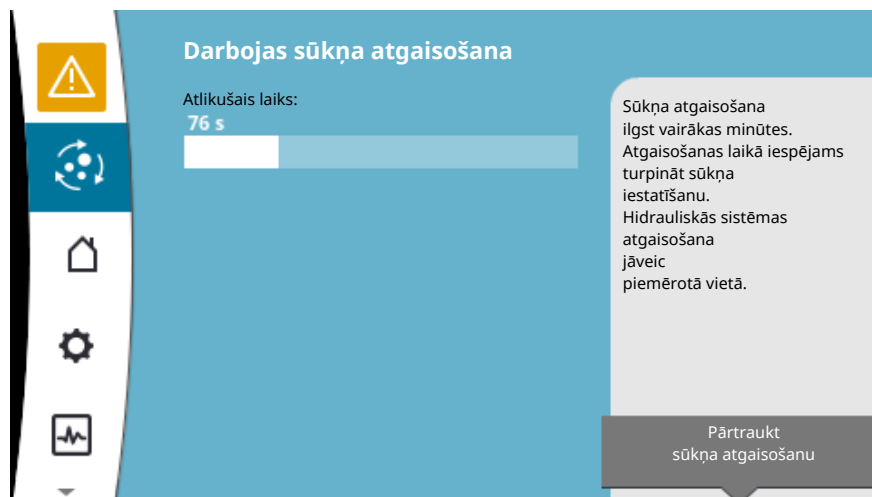 Darbojas sūkņa atgaisošana
Atlikušais laiks:
76 s
Sūkņa atgaisošana
ilgst vairākas minūtes.
Atgaisošanas laikā iespējams
turpināt sūkņa
iestatīšanu.
Hidrauliskās sistēmas
atgaisošana
jāveic
piemērotā vietā.
Pārtraukt
sūkņa atgaisošanu